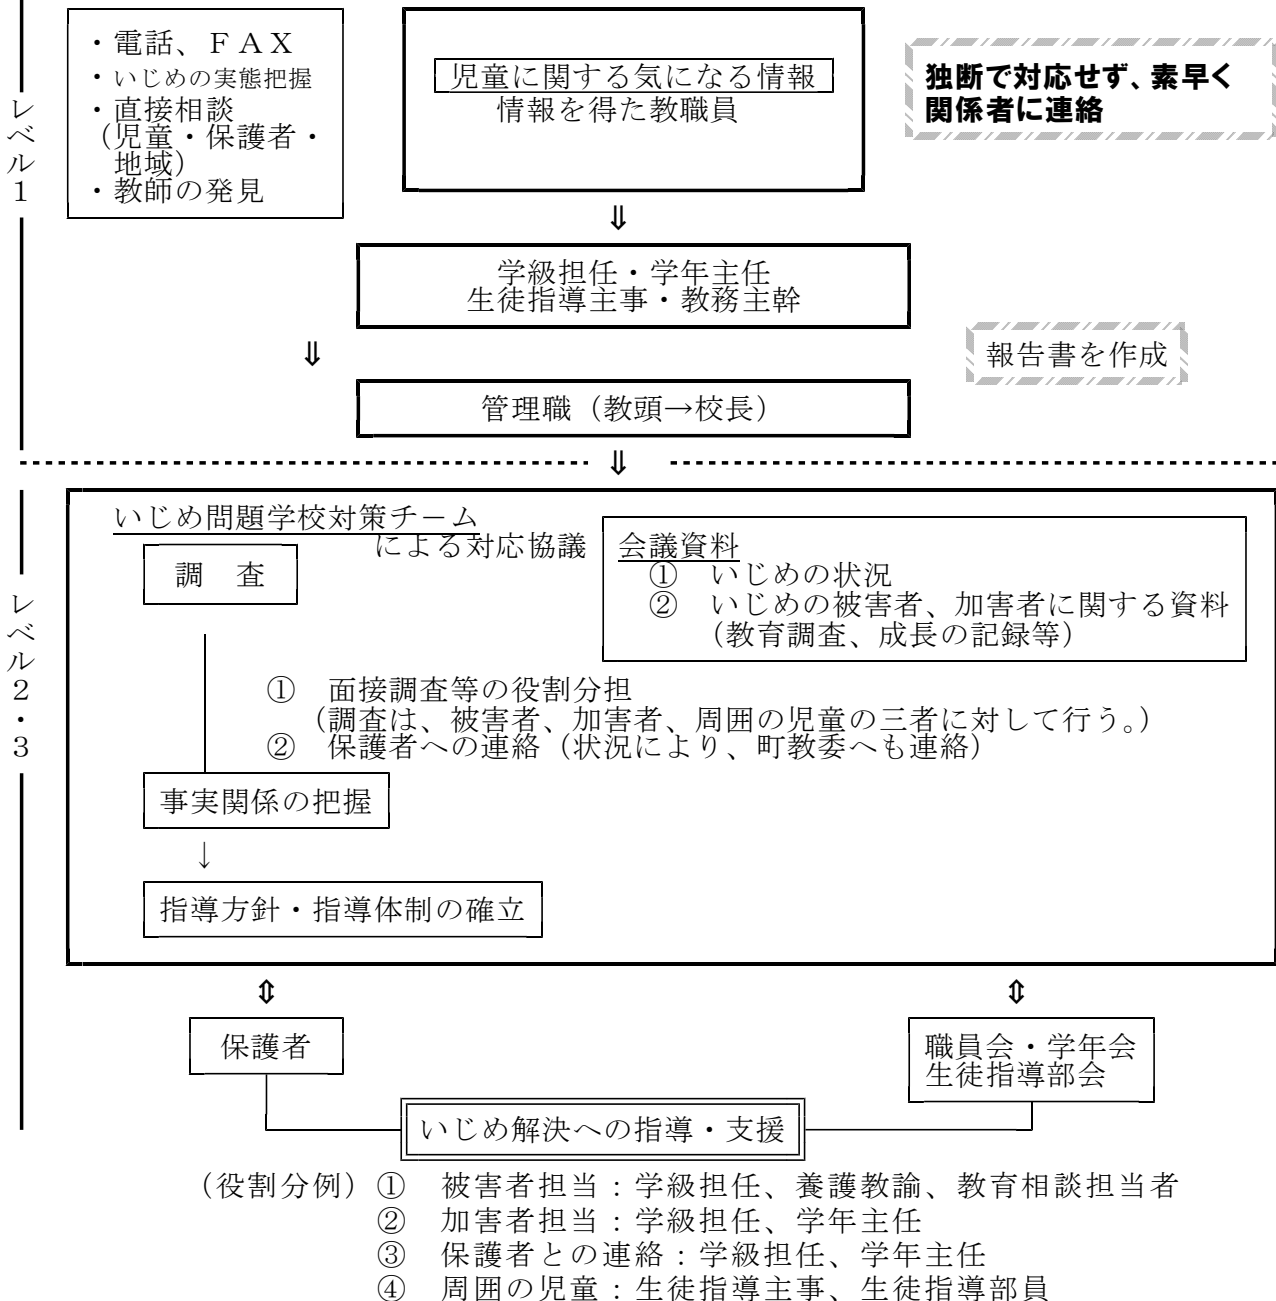 レベル１
・電話、ＦＡＸ
・いじめの実態把握
・直接相談
（児童・保護者・
地域）
・教師の発見
児童に関する気になる情報
情報を得た教職員
独断で対応せず、素早く
関係者に連絡
⇓
学級担任・学年主任
生徒指導主事・教務主幹
⇓
報告書を作成
管理職（教頭→校長）
⇓
レベル２・３
いじめ問題学校対策チーム
による対応協議
会議資料
① いじめの状況
② いじめの被害者、加害者に関する資料
（教育調査、成長の記録等）
調　査
① 面接調査等の役割分担
（調査は、被害者、加害者、周囲の児童の三者に対して行う。）
② 保護者への連絡（状況により、町教委へも連絡）
事実関係の把握
↓
指導方針・指導体制の確立
⇕ ⇕
保護者
職員会・学年会
生徒指導部会
いじめ解決への指導・支援
（役割分例）① 被害者担当：学級担任、養護教諭、教育相談担当者
② 加害者担当：学級担任、学年主任
③ 保護者との連絡：学級担任、学年主任
④ 周囲の児童：生徒指導主事、生徒指導部員